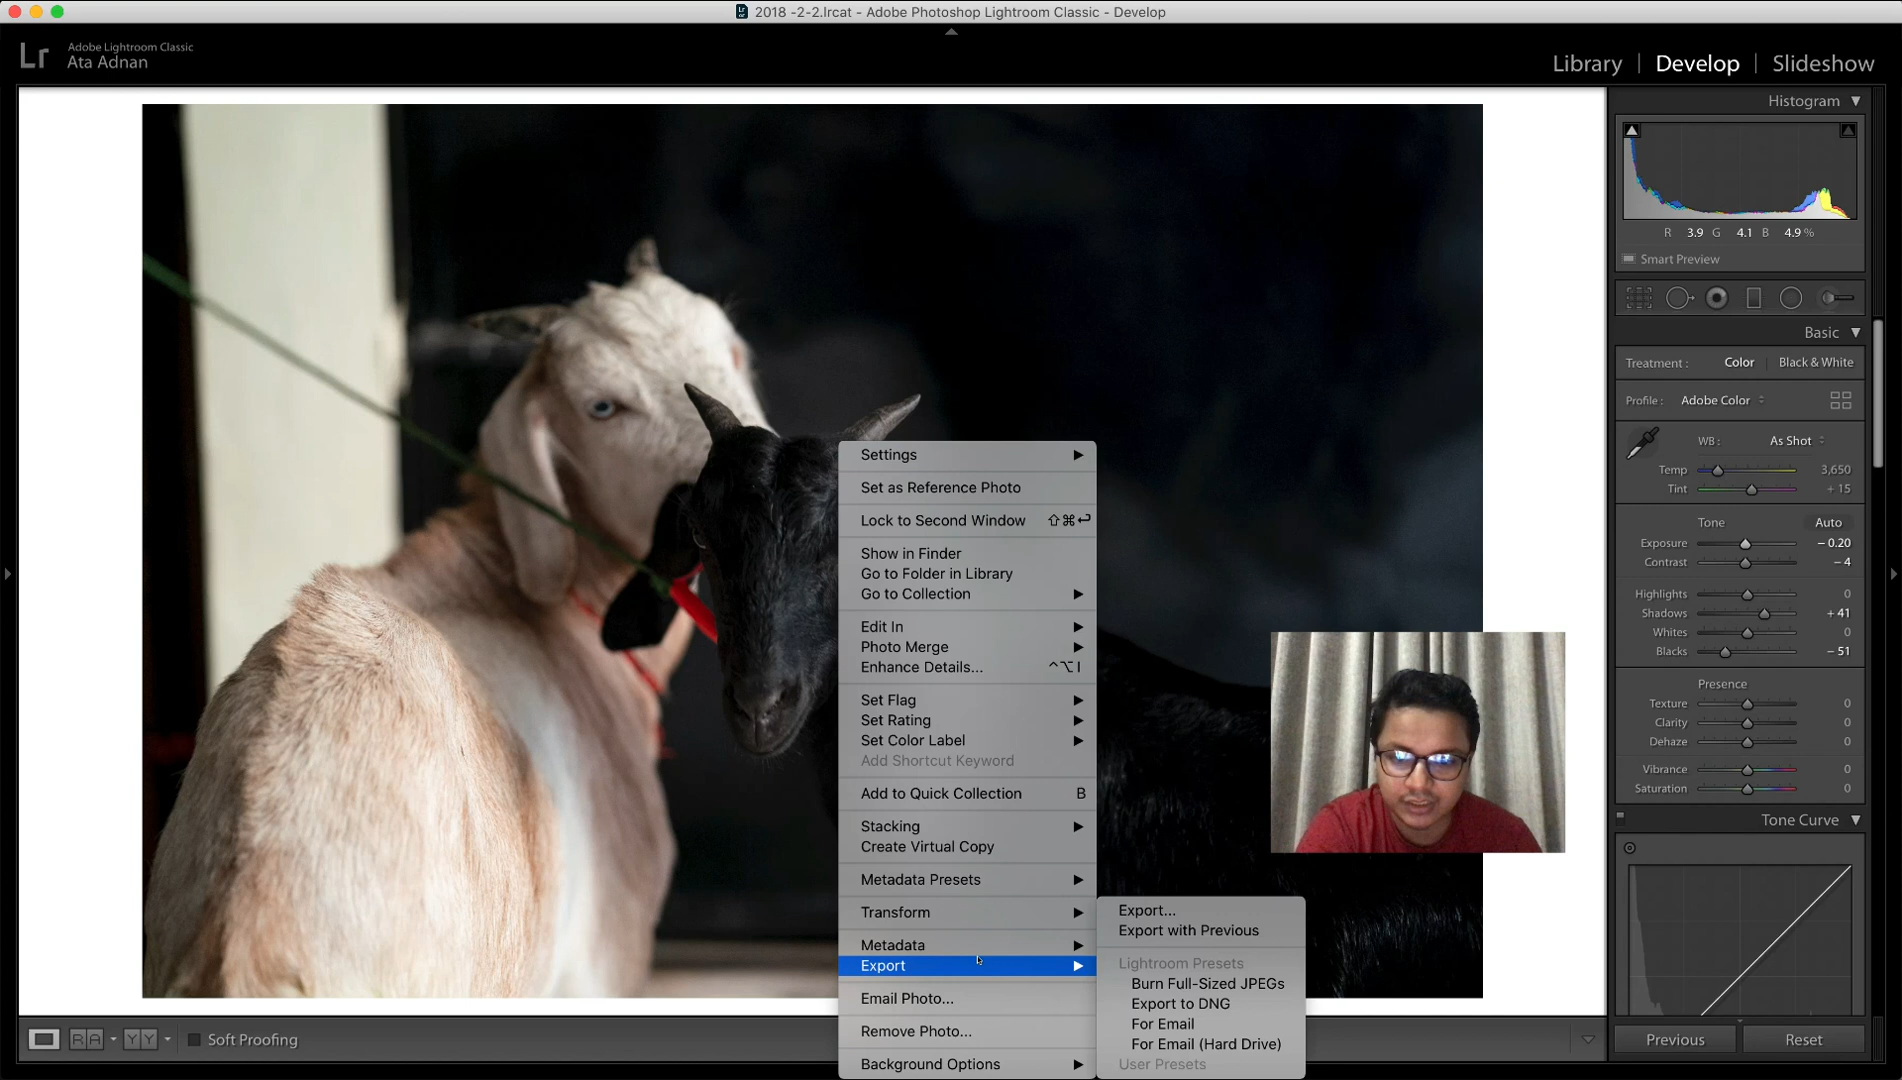 2018 -2-2.lrcat - Adobe Photoshop Lightroom Classic - Develop
Lr
Adobe Lightroom Classic
Ata Adnan
Library | Develop | Slideshow
Histogram
R 3.9 G 4.1 B 4.9 %
Smart Preview
Basic
Treatment : Color | Black & White
Profile : Adobe Color
WB : As Shot
Temp 3,650
Tint + 15
Tone Auto
Exposure − 0.20
Contrast − 4
Highlights 0
Shadows + 41
Whites 0
Blacks − 51
Presence
Texture 0
Clarity 0
Dehaze 0
Vibrance 0
Saturation 0
Tone Curve
Previous Reset
Settings
Set as Reference Photo
Lock to Second Window ⇧⌘↩
Show in Finder
Go to Folder in Library
Go to Collection
Edit In
Photo Merge
Enhance Details... ^⌥I
Set Flag
Set Rating
Set Color Label
Add Shortcut Keyword
Add to Quick Collection B
Stacking
Create Virtual Copy
Metadata Presets
Transform
Metadata
Export
Email Photo...
Remove Photo...
Background Options
Export...
Export with Previous
Lightroom Presets
Burn Full-Sized JPEGs
Export to DNG
For Email
For Email (Hard Drive)
User Presets
R A Y Y Soft Proofing